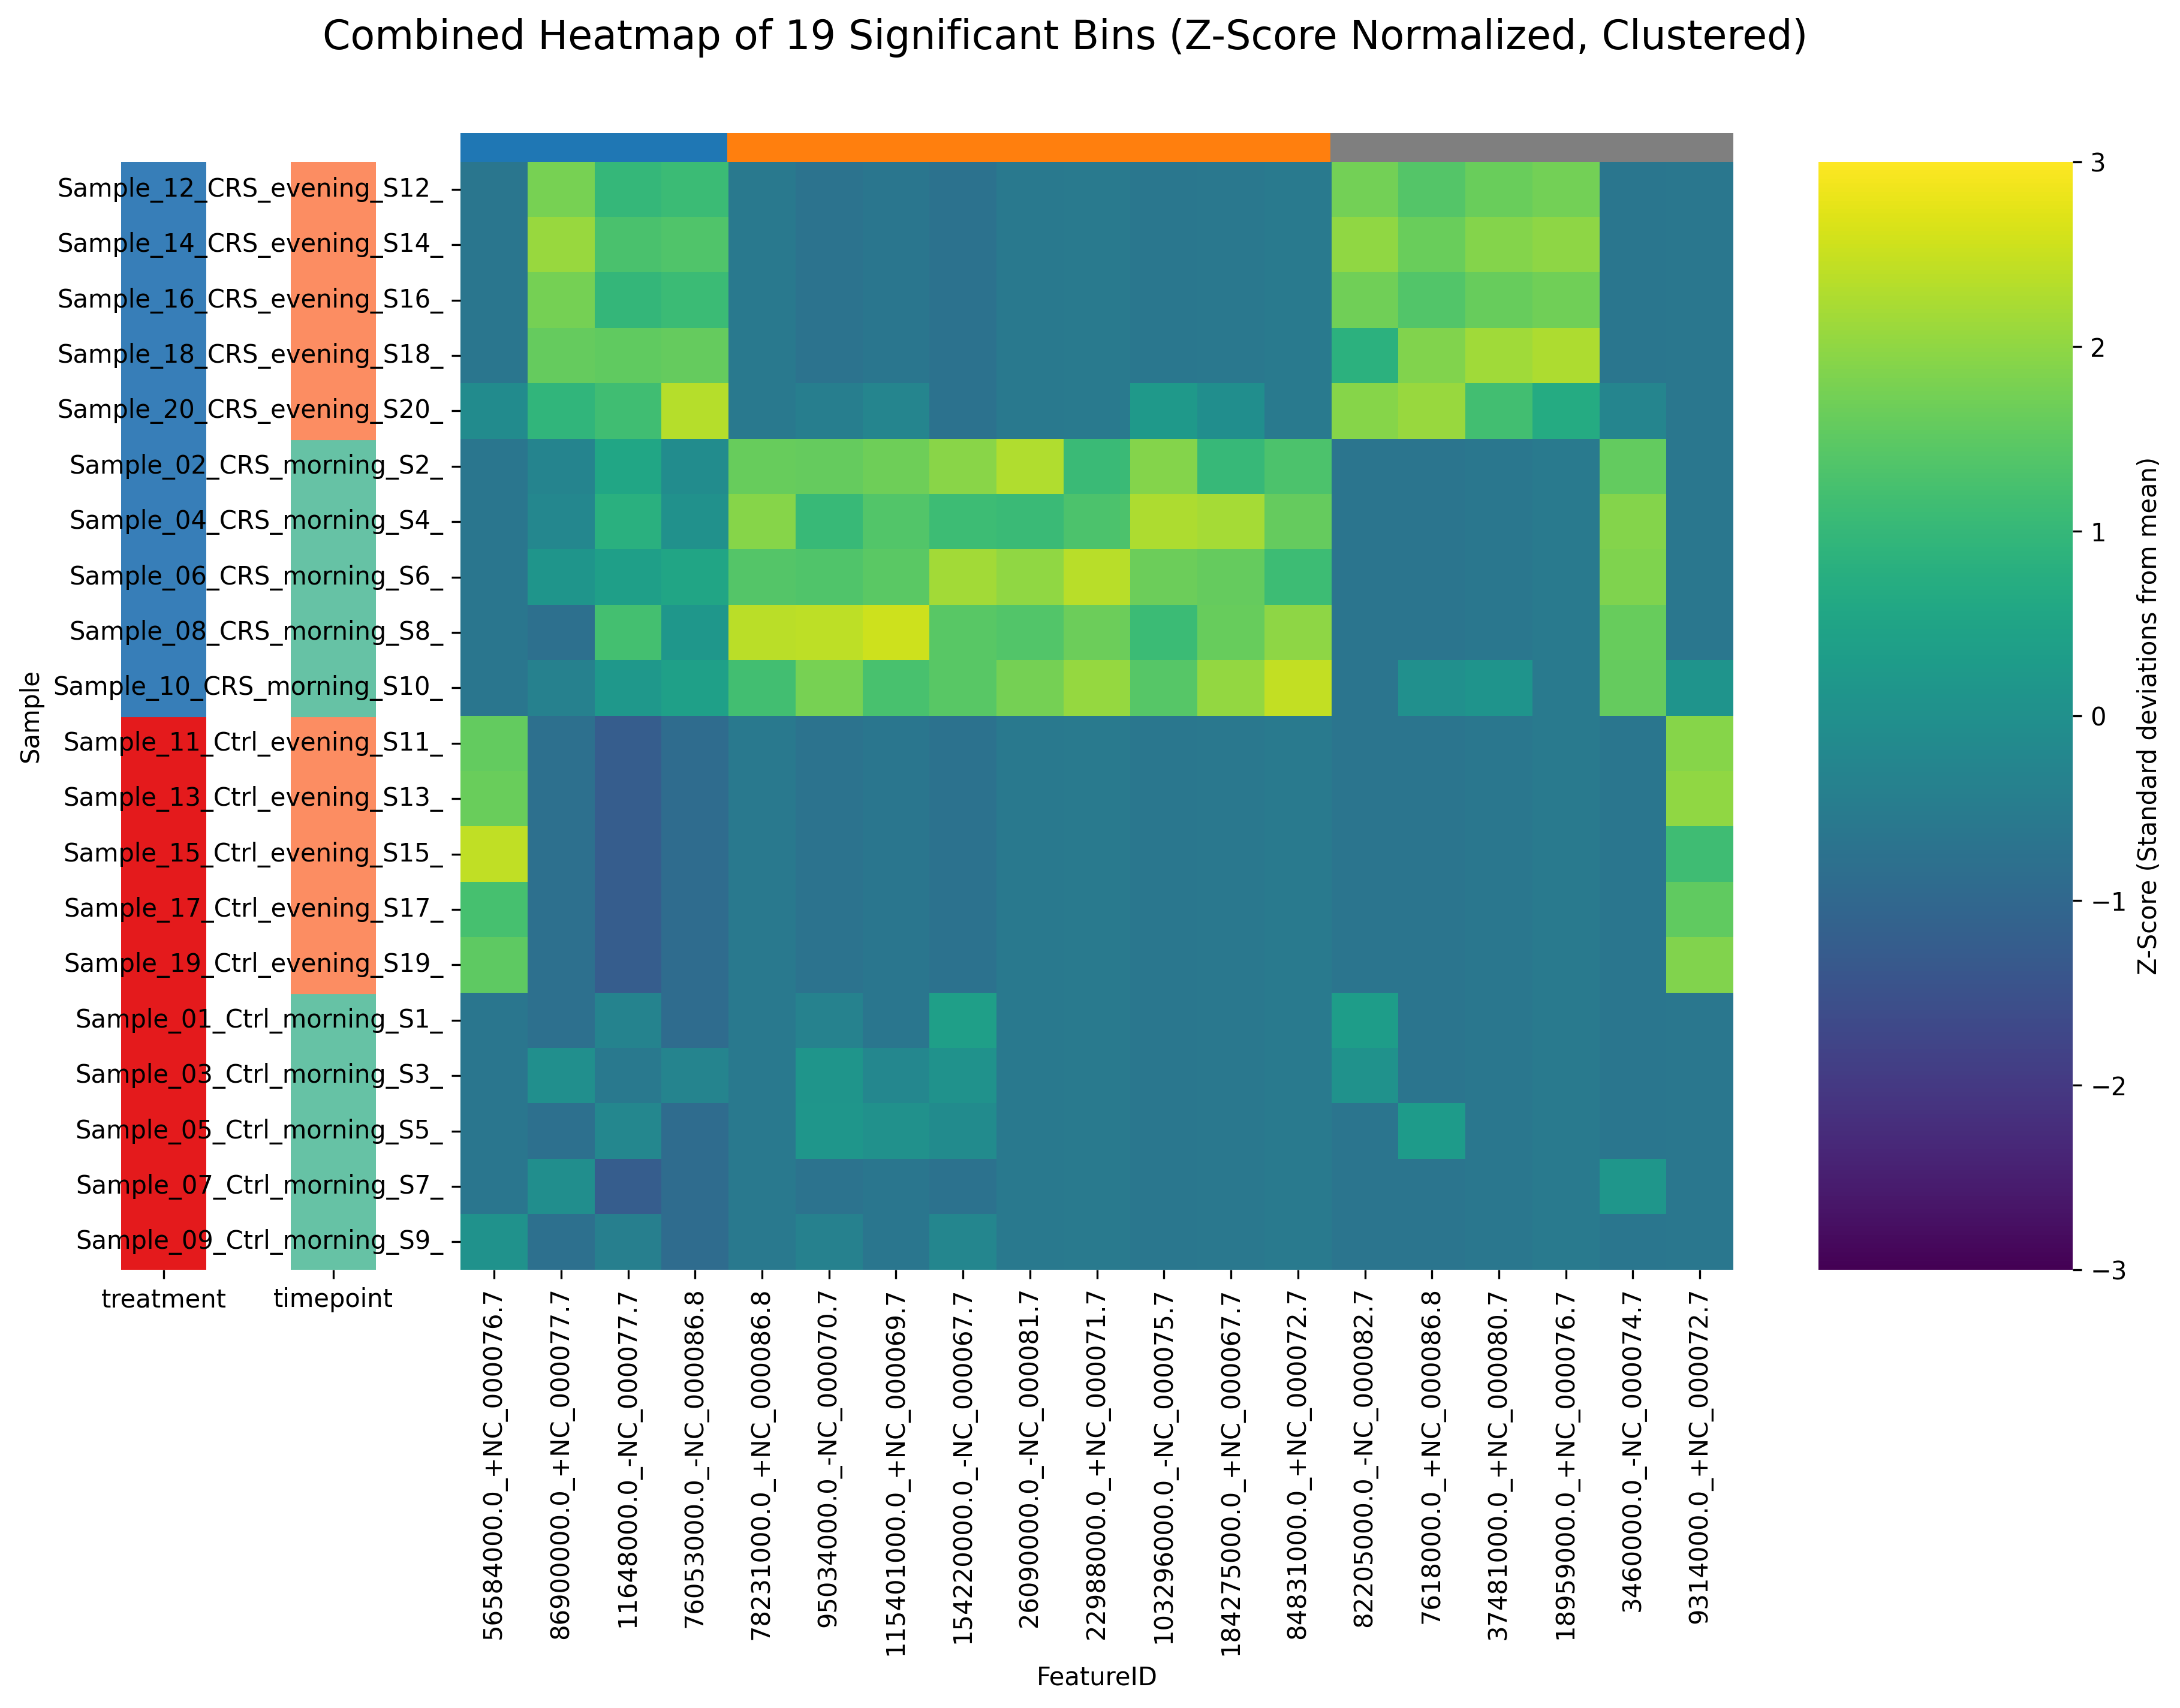 Combined Heatmap of 19 Significant Bins (Z-Score Normalized, Clustered)
Sample
Sample_12_CRS_evening_S12_
Sample_14_CRS_evening_S14_
Sample_16_CRS_evening_S16_
Sample_18_CRS_evening_S18_
Sample_20_CRS_evening_S20_
Sample_02_CRS_morning_S2_
Sample_04_CRS_morning_S4_
Sample_06_CRS_morning_S6_
Sample_08_CRS_morning_S8_
Sample_10_CRS_morning_S10_
Sample_11_Ctrl_evening_S11_
Sample_13_Ctrl_evening_S13_
Sample_15_Ctrl_evening_S15_
Sample_17_Ctrl_evening_S17_
Sample_19_Ctrl_evening_S19_
Sample_01_Ctrl_morning_S1_
Sample_03_Ctrl_morning_S3_
Sample_05_Ctrl_morning_S5_
Sample_07_Ctrl_morning_S7_
Sample_09_Ctrl_morning_S9_
treatment
timepoint
56584000.0_+NC_000076.7
86900000.0_+NC_000077.7
11648000.0_-NC_000077.7
76053000.0_-NC_000086.8
78231000.0_+NC_000086.8
95034000.0_-NC_000070.7
115401000.0_+NC_000069.7
154220000.0_-NC_000067.7
26090000.0_-NC_000081.7
22988000.0_+NC_000071.7
103296000.0_-NC_000075.7
184275000.0_+NC_000067.7
84831000.0_+NC_000072.7
82205000.0_-NC_000082.7
7618000.0_+NC_000086.8
37481000.0_+NC_000080.7
18959000.0_+NC_000076.7
3460000.0_-NC_000074.7
9314000.0_+NC_000072.7
FeatureID
3
2
1
0
−1
−2
−3
Z-Score (Standard deviations from mean)